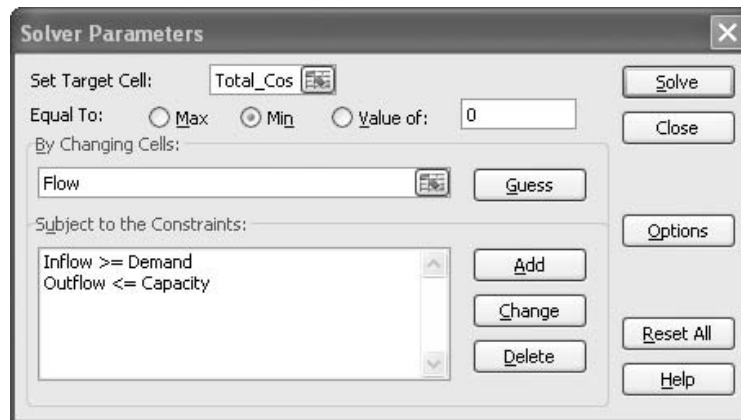 Solver Parameters
Set Target Cell: Total_Cos Solve
Equal To: Max Min Value of: 0 Close
By Changing Cells:
Flow Guess
Subject to the Constraints: Options
Inflow >= Demand Add
Outflow <= Capacity
Change
Reset All
Delete
Help